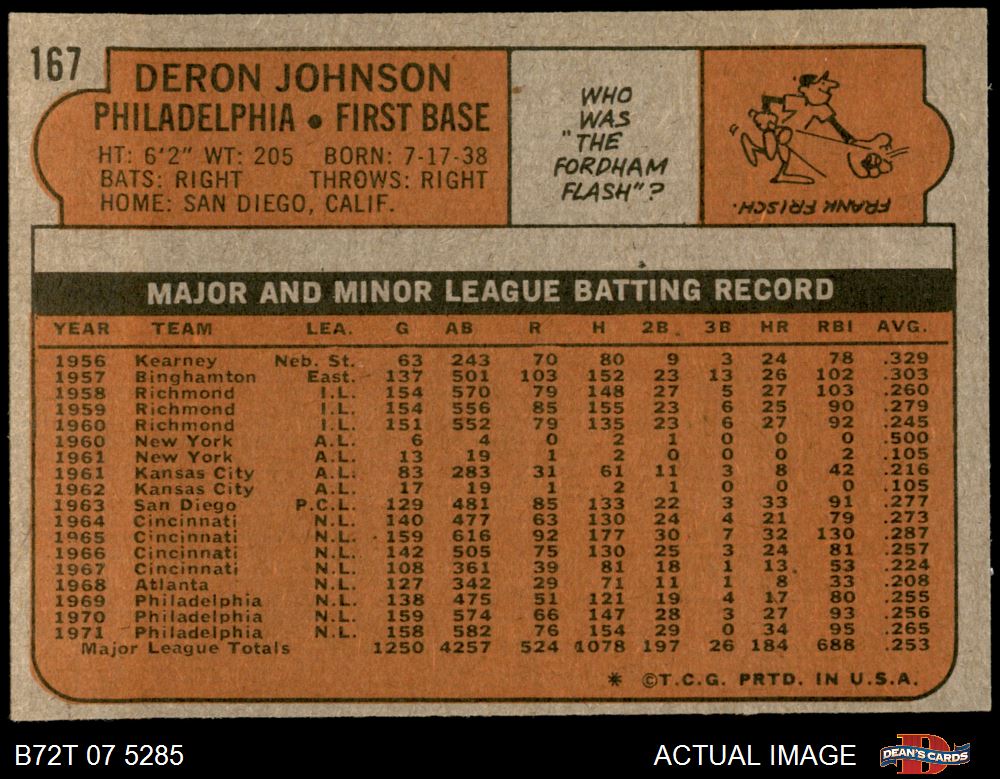 167
DERON JOHNSON
PHILADELPHIA • FIRST BASE
HT: 6'2" WT: 205 BORN: 7-17-38
BATS: RIGHT THROWS: RIGHT
HOME: SAN DIEGO, CALIF.
WHO
WAS
"THE
FORDHAM
FLASH"?
FRANK FRISCH.
MAJOR AND MINOR LEAGUE BATTING RECORD
YEAR TEAM LEA. G AB R H 2B 3B HR RBI AVG.
1956 Kearney Neb. St. 63 243 70 80 9 3 24 78 .329
1957 Binghamton East. 137 501 103 152 23 13 26 102 .303
1958 Richmond I.L. 154 570 79 148 27 5 27 103 .260
1959 Richmond I.L. 154 556 85 155 23 6 25 90 .279
1960 Richmond I.L. 151 552 79 135 23 6 27 92 .245
1960 New York A.L. 6 4 0 2 1 0 0 0 .500
1961 New York A.L. 13 19 1 2 0 0 0 2 .105
1961 Kansas City A.L. 83 283 31 61 11 3 8 42 .216
1962 Kansas City A.L. 17 19 1 2 1 0 0 0 .105
1963 San Diego P.C.L. 129 481 85 133 22 3 33 91 .277
1964 Cincinnati N.L. 140 477 63 130 24 4 21 79 .273
1965 Cincinnati N.L. 159 616 92 177 30 7 32 130 .287
1966 Cincinnati N.L. 142 505 75 130 25 3 24 81 .257
1967 Cincinnati N.L. 108 361 39 81 18 1 13 53 .224
1968 Atlanta N.L. 127 342 29 71 11 1 8 33 .208
1969 Philadelphia N.L. 138 475 51 121 19 4 17 80 .255
1970 Philadelphia N.L. 159 574 66 147 28 3 27 93 .256
1971 Philadelphia N.L. 158 582 76 154 29 0 34 95 .265
Major League Totals 1250 4257 524 1078 197 26 184 688 .253
* ©T.C.G. PRTD. IN U.S.A.
B72T 07 5285 ACTUAL IMAGE DEAN'S CARDS